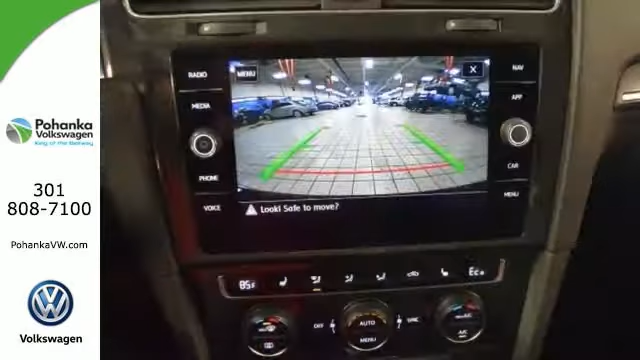 Pohanka
Volkswagen
King of the Beltway
301
808-7100
PohankaVW.com
Volkswagen
RADIO
MEDIA
PHONE
VOICE
MENU
X
Look! Safe to move?
NAV
APP
CAR
MENU
85°F
OFF
AUTO
MENU
SYNC
A/C